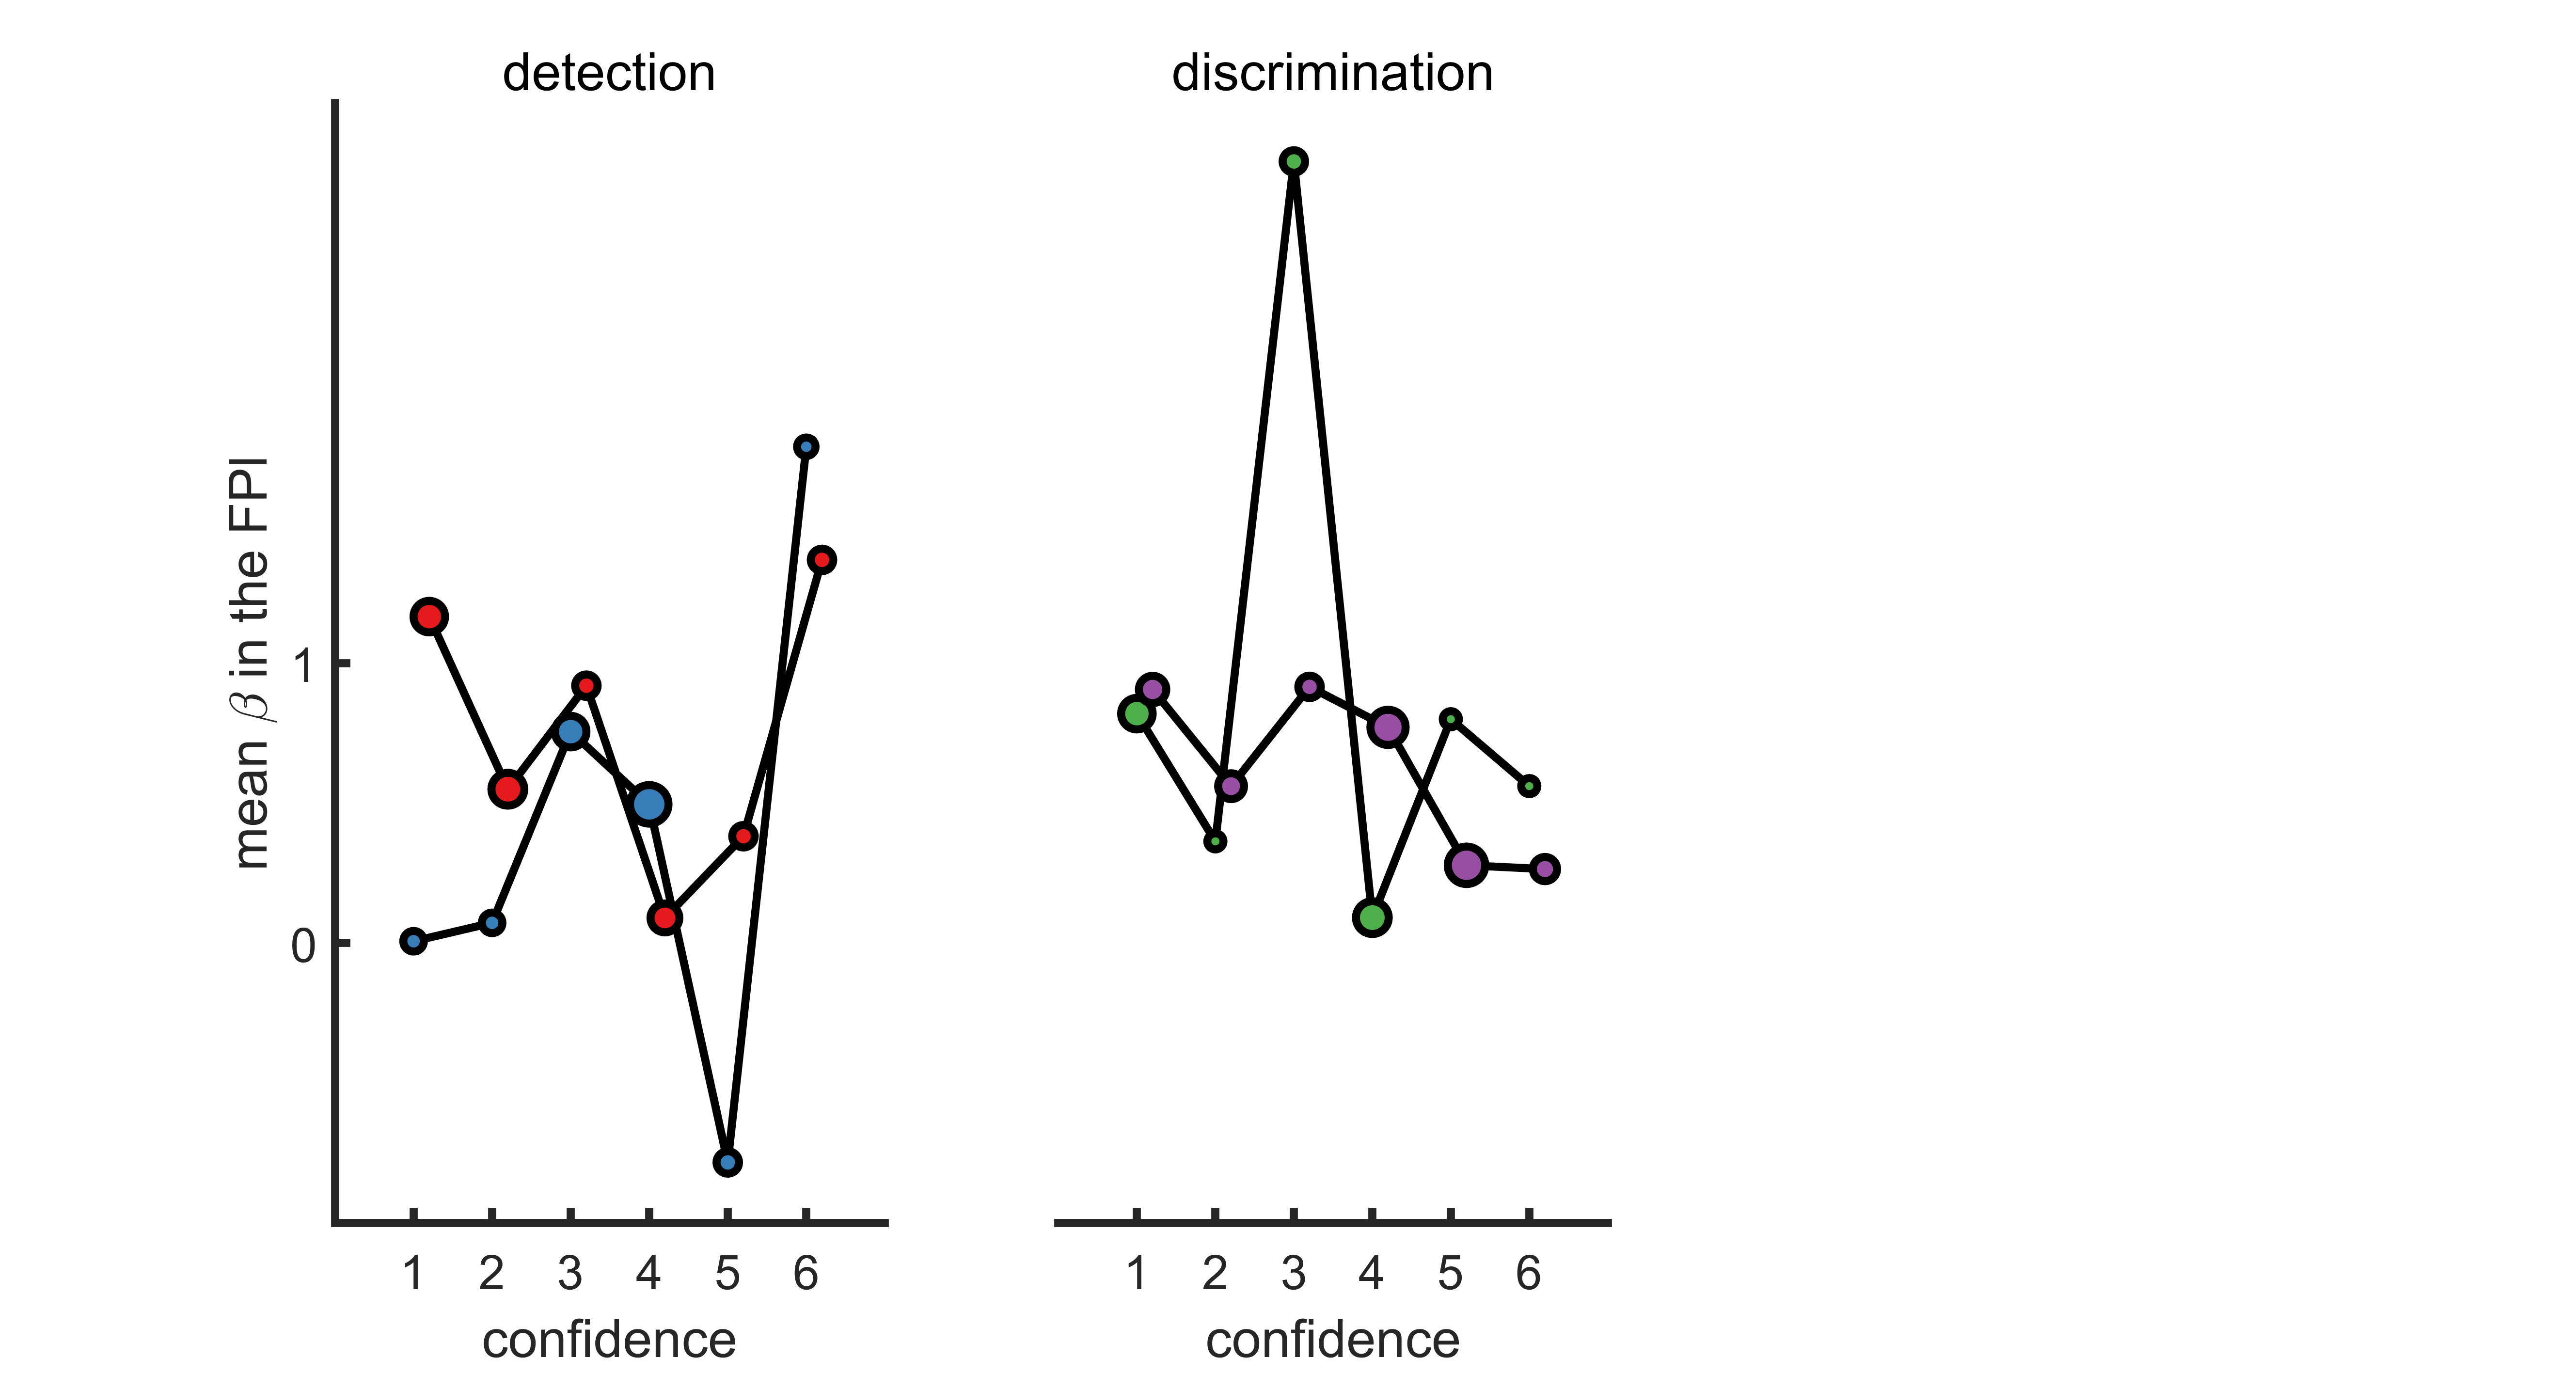 detection
discrimination
mean β in the FPI
1
0
1 2 3 4 5 6
1 2 3 4 5 6
confidence
confidence